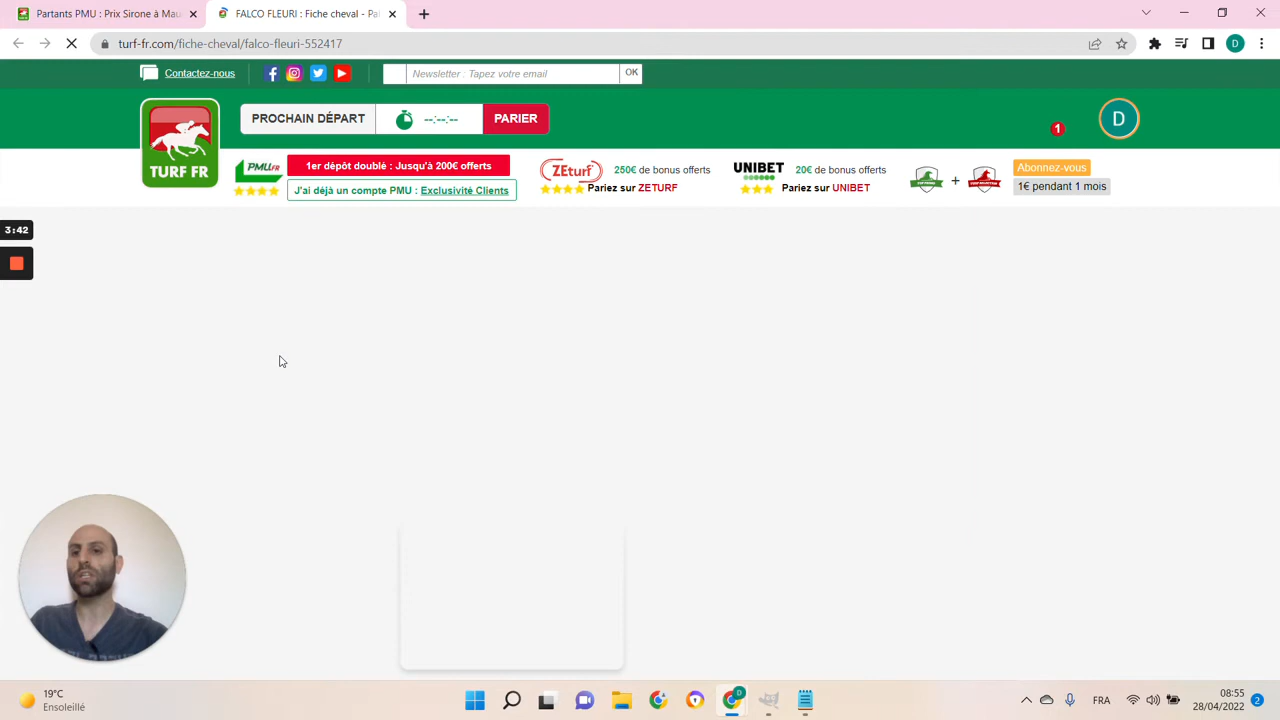 Partants PMU : Prix Sirone à Mau
FALCO FLEURI : Fiche cheval - Pa
turf-fr.com/fiche-cheval/falco-fleuri-552417
D
Contactez-nous
Newsletter : Tapez votre email
OK
TURF FR
PROCHAIN DÉPART
--:--:--
PARIER
1
D
PMU.FR
1er dépôt doublé : Jusqu'à 200€ offerts
J'ai déjà un compte PMU : Exclusivité Clients
ZEturf
250€ de bonus offerts
Pariez sur ZETURF
UNIBET
20€ de bonus offerts
Pariez sur UNIBET
+
Abonnez-vous
1€ pendant 1 mois
3:42
19°C
Ensoleillé
D
FRA
08:55
28/04/2022
2